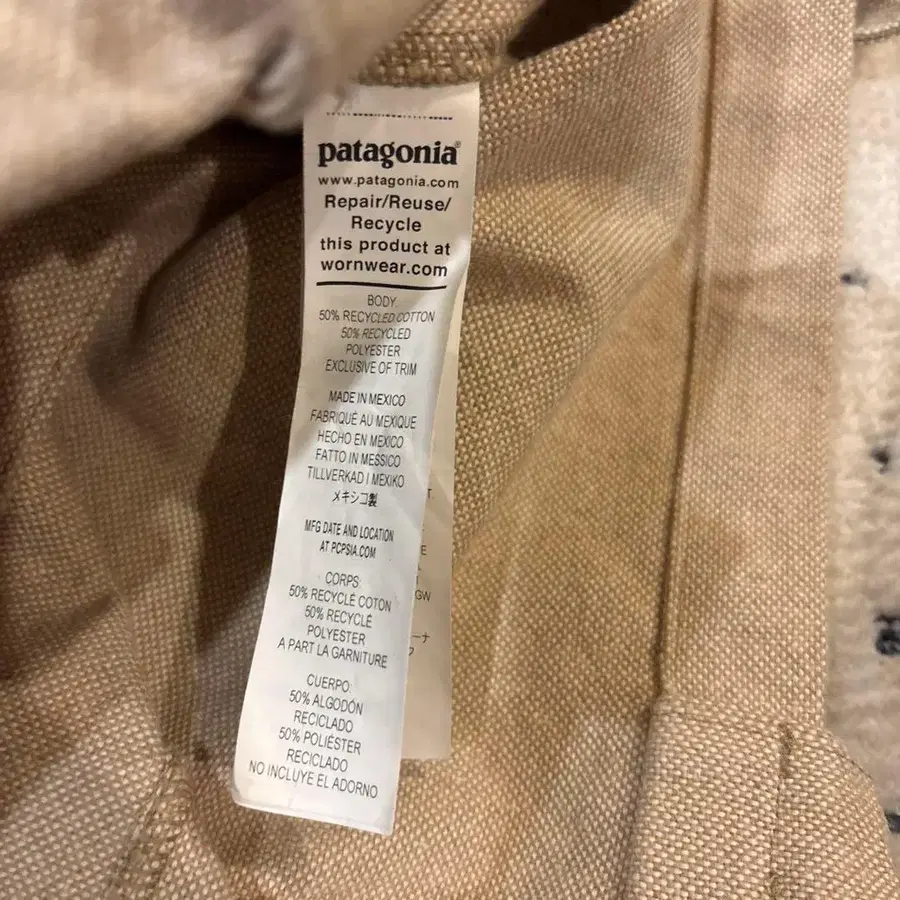 patagonia®
www.patagonia.com
Repair/Reuse/
Recycle
this product at
wornwear.com
BODY:
50% RECYCLED COTTON
50% RECYCLED
POLYESTER
EXCLUSIVE OF TRIM
MADE IN MEXICO
FABRIQUÉ AU MEXIQUE
HECHO EN MEXICO
FATTO IN MESSICO
TILLVERKAD I MEXIKO
メキシコ製
MFG DATE AND LOCATION
AT PCPSIA.COM
CORPS:
50% RECYCLÉ COTON
50% RECYCLÉ
POLYESTER
A PART LA GARNITURE
CUERPO:
50% ALGODÓN
RECICLADO
50% POLIÉSTER
RECICLADO
NO INCLUYE EL ADORNO
GW
ーナ